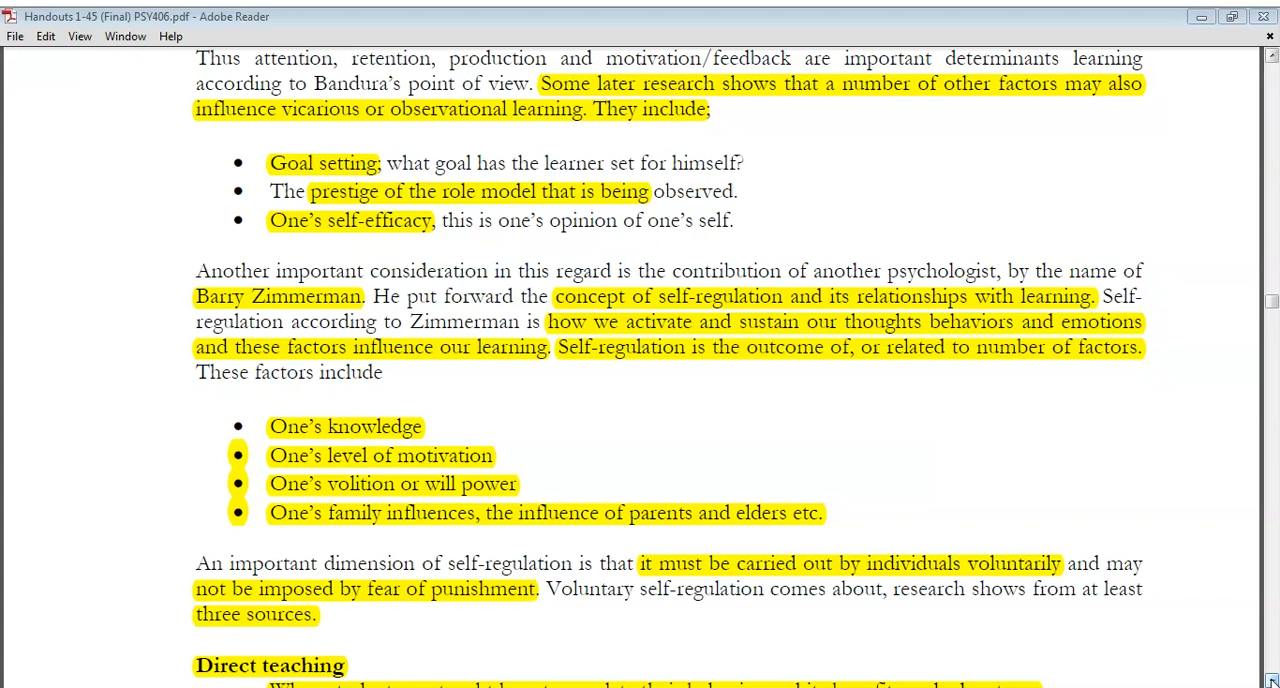 Handouts 1-45 (Final) PSY406.pdf - Adobe Reader
File Edit View Window Help
Thus attention, retention, production and motivation/feedback are important determinants learning
according to Bandura's point of view. Some later research shows that a number of other factors may also
influence vicarious or observational learning. They include;
• Goal setting; what goal has the learner set for himself?
• The prestige of the role model that is being observed.
• One's self-efficacy, this is one's opinion of one's self.
Another important consideration in this regard is the contribution of another psychologist, by the name of
Barry Zimmerman. He put forward the concept of self-regulation and its relationships with learning. Self-
regulation according to Zimmerman is how we activate and sustain our thoughts behaviors and emotions
and these factors influence our learning. Self-regulation is the outcome of, or related to number of factors.
These factors include
• One's knowledge
• One's level of motivation
• One's volition or will power
• One's family influences, the influence of parents and elders etc.
An important dimension of self-regulation is that it must be carried out by individuals voluntarily and may
not be imposed by fear of punishment. Voluntary self-regulation comes about, research shows from at least
three sources.
Direct teaching